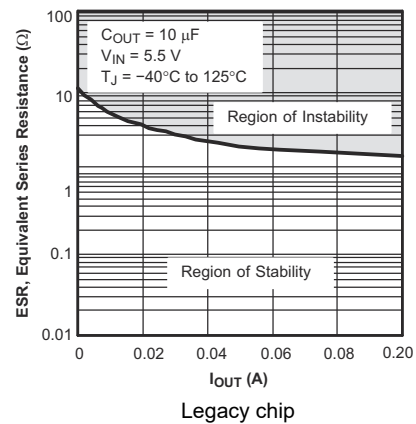 ESR, Equivalent Series Resistance (Ω)
100
10
1
0.1
0.01
C_OUT = 10 μF
V_IN = 5.5 V
T_J = −40°C to 125°C
Region of Instability
Region of Stability
0 0.02 0.04 0.06 0.08 0.20
I_OUT (A)
Legacy chip